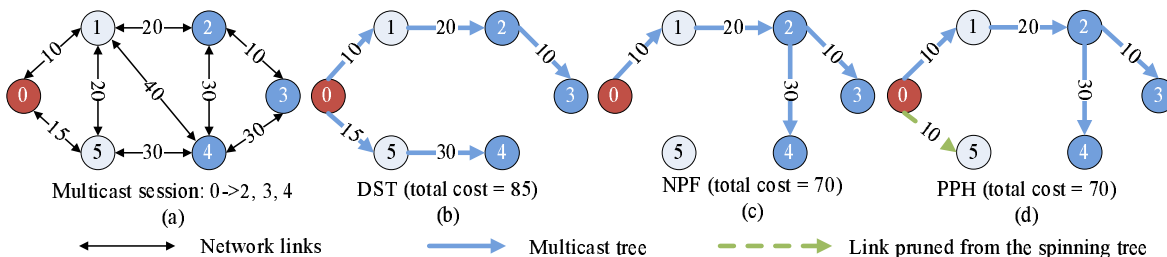 1 20 2
10 10
0 20 40 30 3
15 30
5 30 4
Multicast session: 0->2, 3, 4
(a)
1 20 2
10 10
0 3
15
5 30 4
DST (total cost = 85)
(b)
1 20 2
10 10
0 30 3
5 4
NPF (total cost = 70)
(c)
1 20 2
10 10
0 30 3
10
5 4
PPH (total cost = 70)
(d)
Network links
Multicast tree
Link pruned from the spinning tree